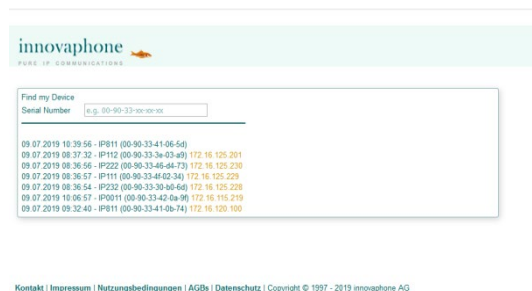 innovaphone
PURE IP COMMUNICATIONS
Find my Device
Serial Number e.g. 00-90-33-xx-xx-xx
09.07.2019 10:39:56 - IP811 (00-90-33-41-06-5d)
09.07.2019 08:37:32 - IP112 (00-90-33-3e-03-a9) 172.16.125.201
09.07.2019 08:36:56 - IP222 (00-90-33-46-d4-73) 172.16.125.230
09.07.2019 08:36:57 - IP111 (00-90-33-4f-02-34) 172.16.125.229
09.07.2019 08:36:54 - IP232 (00-90-33-30-b0-6d) 172.16.125.228
09.07.2019 10:06:57 - IP0011 (00-90-33-42-0a-9f) 172.16.115.219
09.07.2019 09:32:40 - IP811 (00-90-33-41-0b-74) 172.16.120.100
Kontakt | Impressum | Nutzungsbedingungen | AGBs | Datenschutz | Copyright © 1997 - 2019 innovaphone AG